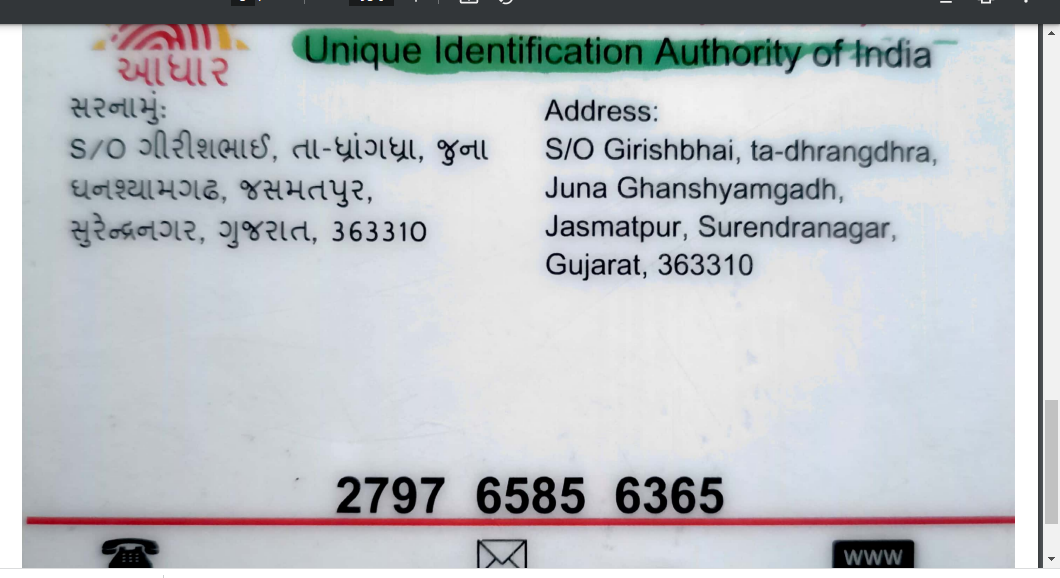 આધાર
Unique Identification Authority of India
સરનામું:
S/O ગીરીશભાઈ, તા-ધ્રાંગધ્રા, જુના
ઘનશ્યામગઢ, જસમતપુર,
સુરેન્દ્રનગર, ગુજરાત, 363310
Address:
S/O Girishbhai, ta-dhrangdhra,
Juna Ghanshyamgadh,
Jasmatpur, Surendranagar,
Gujarat, 363310
2797 6585 6365
WWW